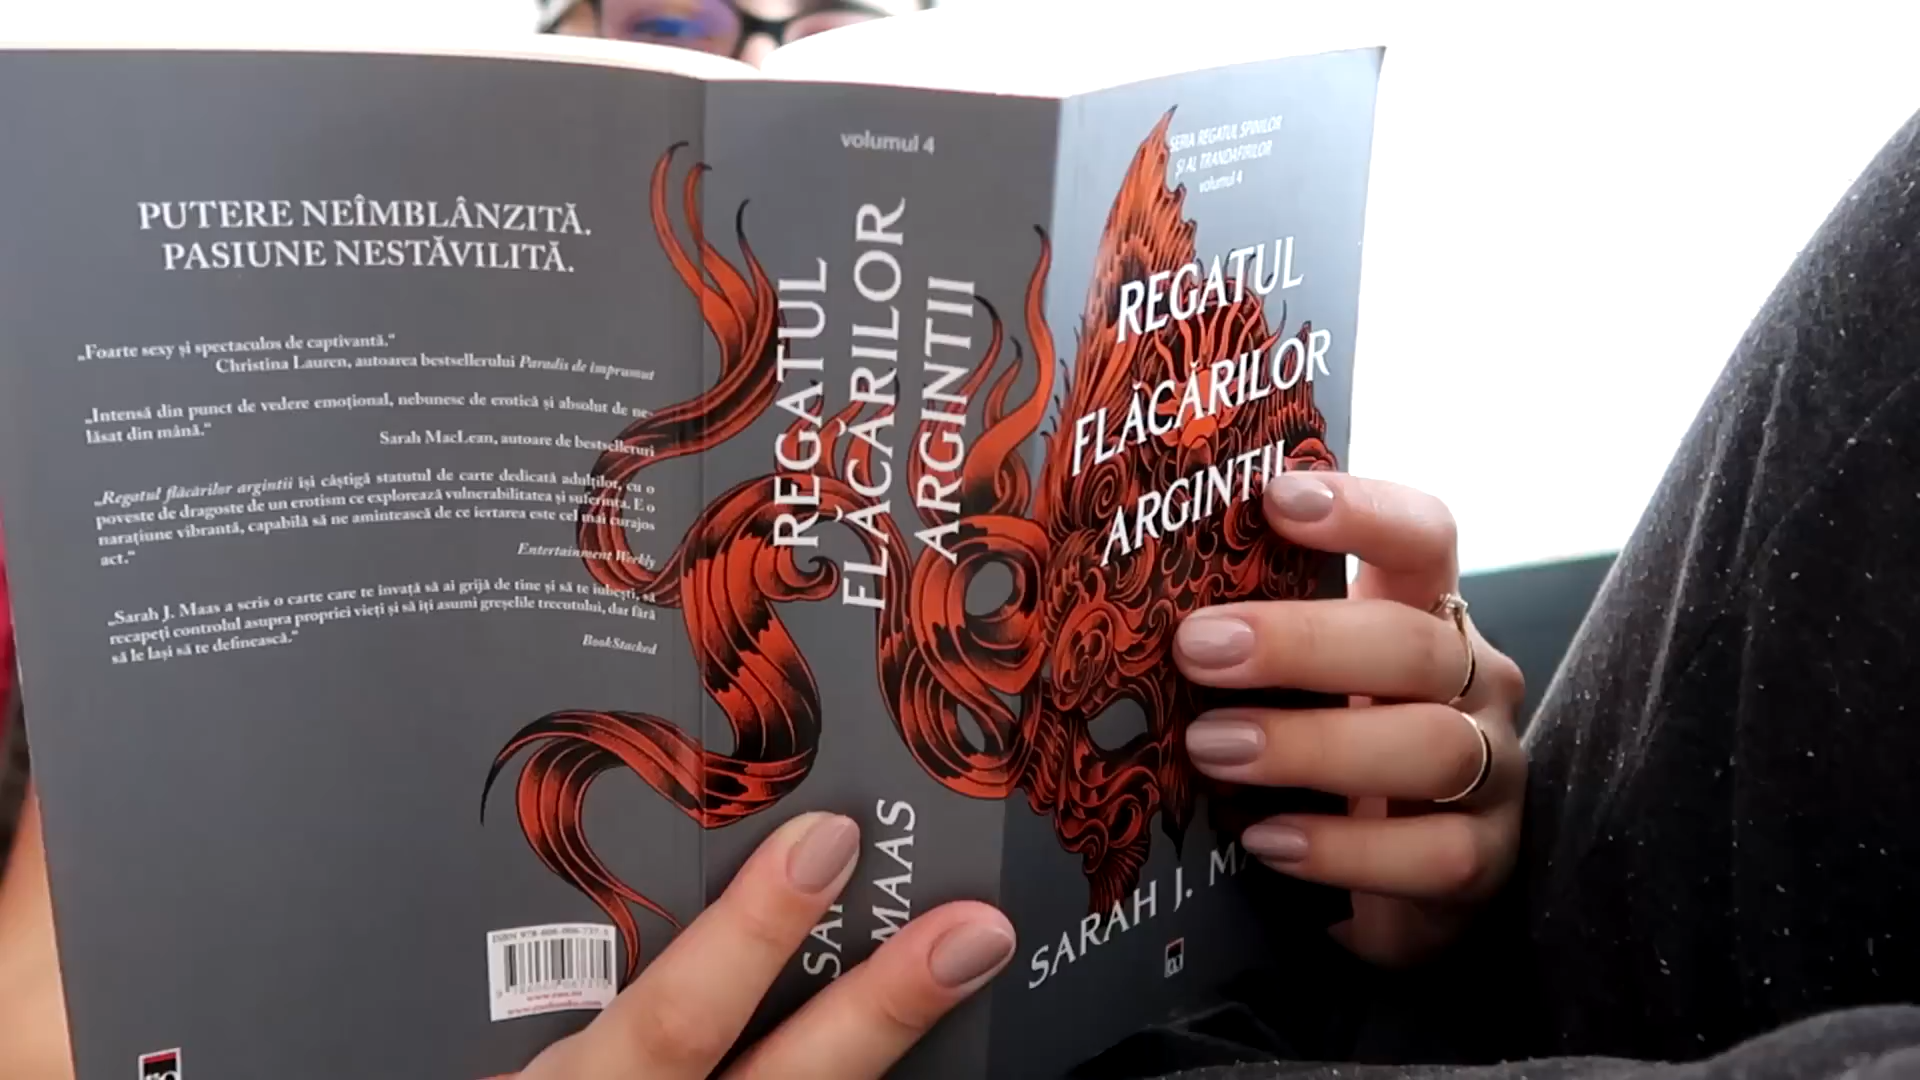 PUTERE NEÎMBLÂNZITĂ.
PASIUNE NESTĂVILITĂ.
„Foarte sexy și spectaculos de captivantă.“
Christina Lauren, autoarea bestsellerului Paradis de împrumut
„Intensă din punct de vedere emoțional, nebunesc de erotică și absolut de ne-
lăsat din mână.“
Sarah MacLean, autoare de bestselleruri
„Regatul flăcărilor argintii își câștigă statutul de carte dedicată adulților, cu o
poveste de dragoste de un erotism ce explorează vulnerabilitatea și suferința. E o
narațiune vibrantă, capabilă să ne amintească de ce iertarea este cel mai curajos
act.“
Entertainment Weekly
„Sarah J. Maas a scris o carte care te învață să ai grijă de tine și să te iubești, să
recapeți controlul asupra propriei vieți și să îți asumi greșelile trecutului, dar fără
să le lași să te definească.“
BookStacked
volumul 4
REGATUL
FLĂCĂRILOR
ARGINTII
MAAS
SERIA REGATUL SPINILOR
ȘI AL TRANDAFIRILOR
volumul 4
REGATUL
FLĂCĂRILOR
ARGINTII
SARAH J.